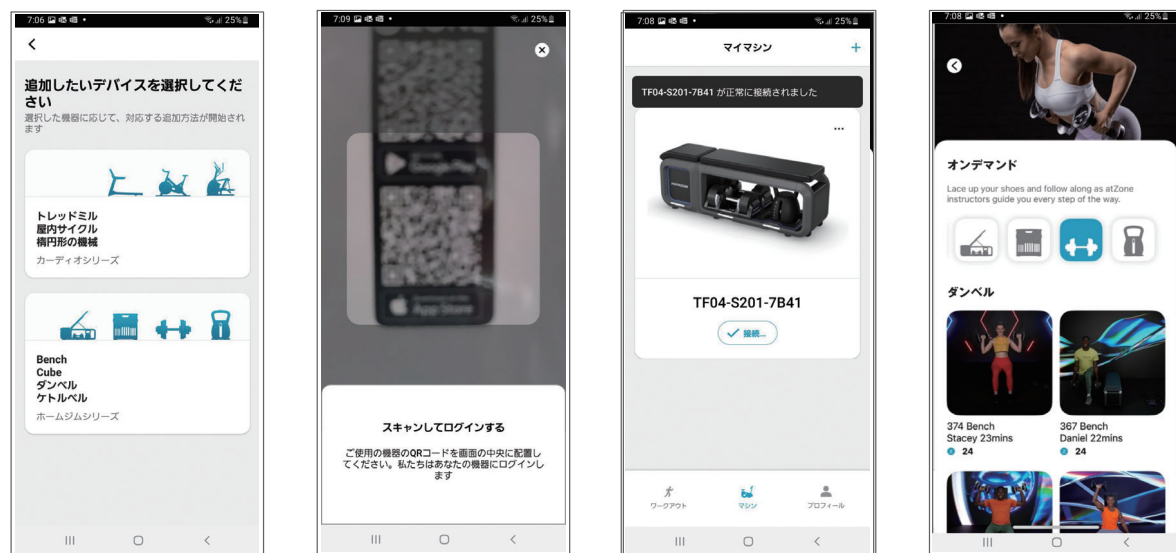 7:06
25%
追加したいデバイスを選択してくだ
さい
選択した機器に応じて、対応する追加方法が開始され
ます
トレッドミル
屋内サイクル
楕円形の機械
カーディオシリーズ
Bench
Cube
ダンベル
ケトルベル
ホームジムシリーズ
7:09
25%
ZONE
Google Play
App Store
スキャンしてログインする
ご使用の機器のQRコードを画面の中央に配置し
てください。私たちはあなたの機器にログインし
ます
7:08
25%
マイマシン
+
TF04-S201-7B41 が正常に接続されました
...
TF04-S201-7B41
接続...
ワークアウト
マシン
プロフィール
7:08
25%
オンデマンド
Lace up your shoes and follow along as atZone
instructors guide you every step of the way.
ダンベル
374 Bench
Stacey 23mins
24
367 Bench
Daniel 22mins
24